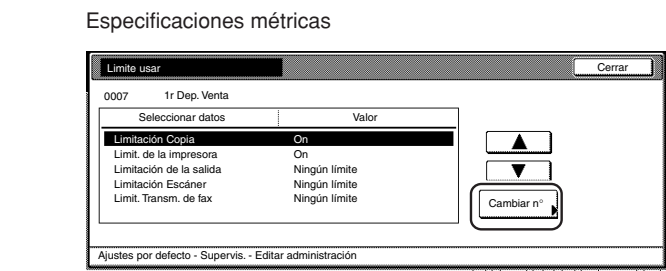 Especificaciones métricas
Limite usar Cerrar
0007 1r Dep. Venta
Seleccionar datos Valor
Limitación Copia On
Limit. de la impresora On
Limitación de la salida Ningún límite
Limitación Escáner Ningún límite
Limit. Transm. de fax Ningún límite
Cambiar n°
Ajustes por defecto - Supervis. - Editar administración